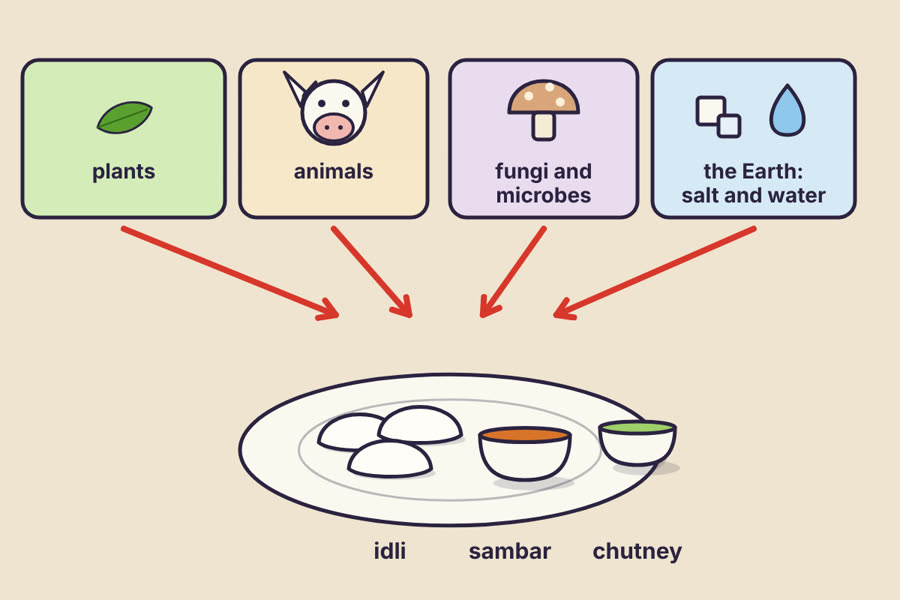 plants
animals
fungi and
microbes
the Earth:
salt and water
idli
sambar
chutney